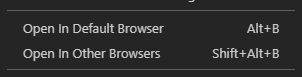 Open In Default Browser Alt+B
Open In Other Browsers Shift+Alt+B